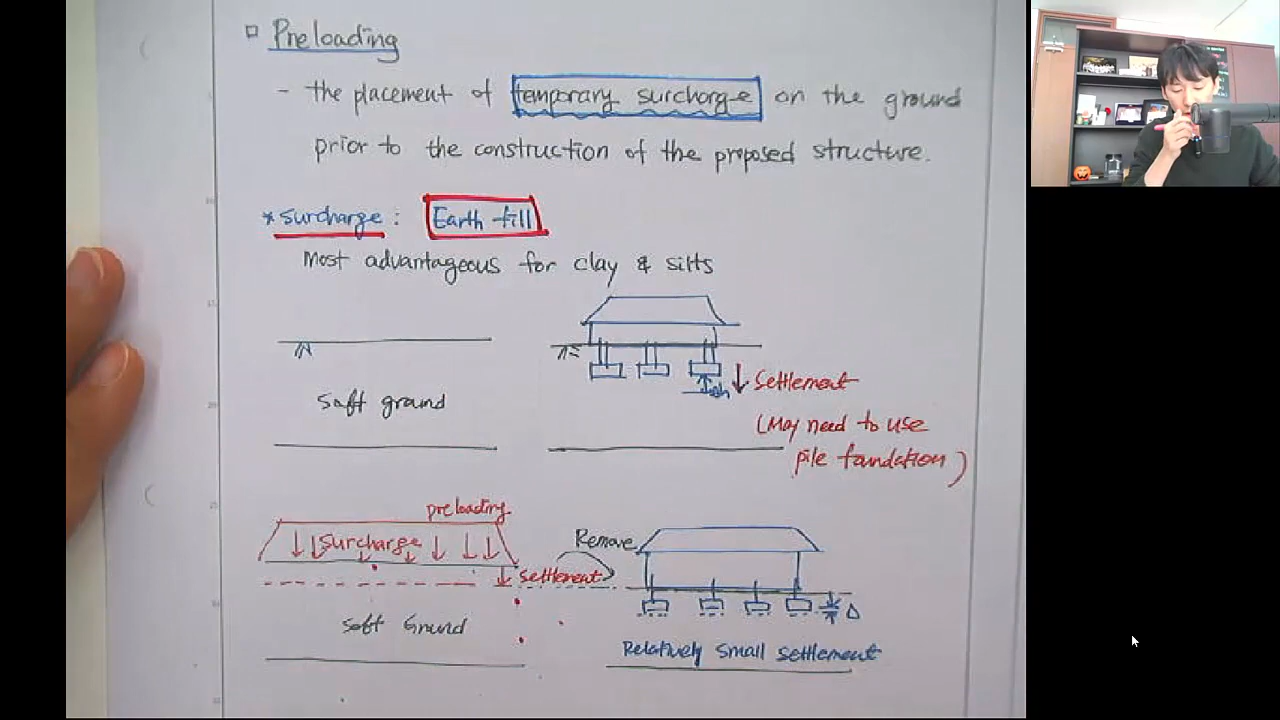 Preloading
- the placement of temporary surcharge on the ground
prior to the construction of the proposed structure.
* Surcharge : Earth fill
Most advantageous for clay & silts
Soft ground
Settlement
(May need to use
pile foundation)
preloading
Surcharge
Settlement
Remove
Soft Grund
Δ
Relatively small settlement